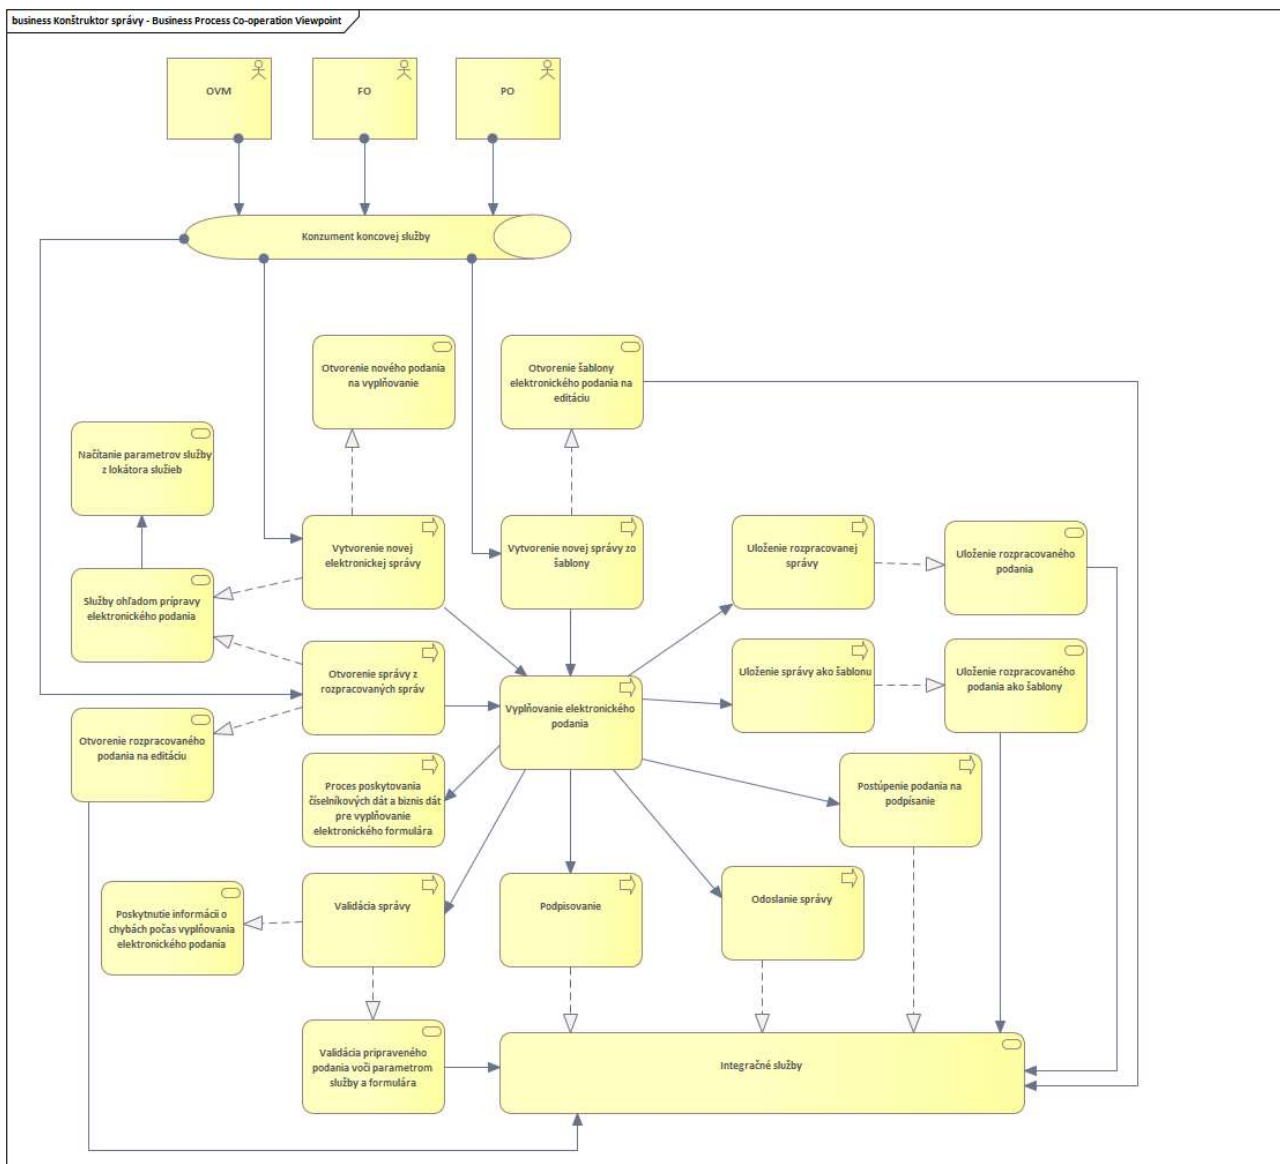 business Konštruktor správy - Business Process Co-operation Viewpoint
OVM
FO
PO
Konzument koncovej služby
Otvorenie nového podania
na vyplňovanie
Otvorenie šablony
elektronického podania na
editáciu
Načítanie parametrov služby
z lokátora služieb
Vytvorenie novej
elektronickej správy
Vytvorenie novej správy zo
šablony
Uloženie rozpracovanej
správy
Uloženie rozpracovaného
podania
Služby ohľadom prípravy
elektronického podania
Otvorenie správy z
rozpracovaných správ
Vyplňovanie elektronického
podania
Uloženie správy ako šablonu
Uloženie rozpracovaného
podania ako šablony
Otvorenie rozpracovaného
podania na editáciu
Proces poskytovania
číselníkových dát a biznis dát
pre vyplňovanie
elektronického formulára
Postúpenie podania na
podpísanie
Poskytnutie informácii o
chybách počas vyplňovania
elektronického podania
Validácia správy
Podpisovanie
Odoslanie správy
Validácia pripraveného
podania voči parametrom
služby a formulára
Integračné služby